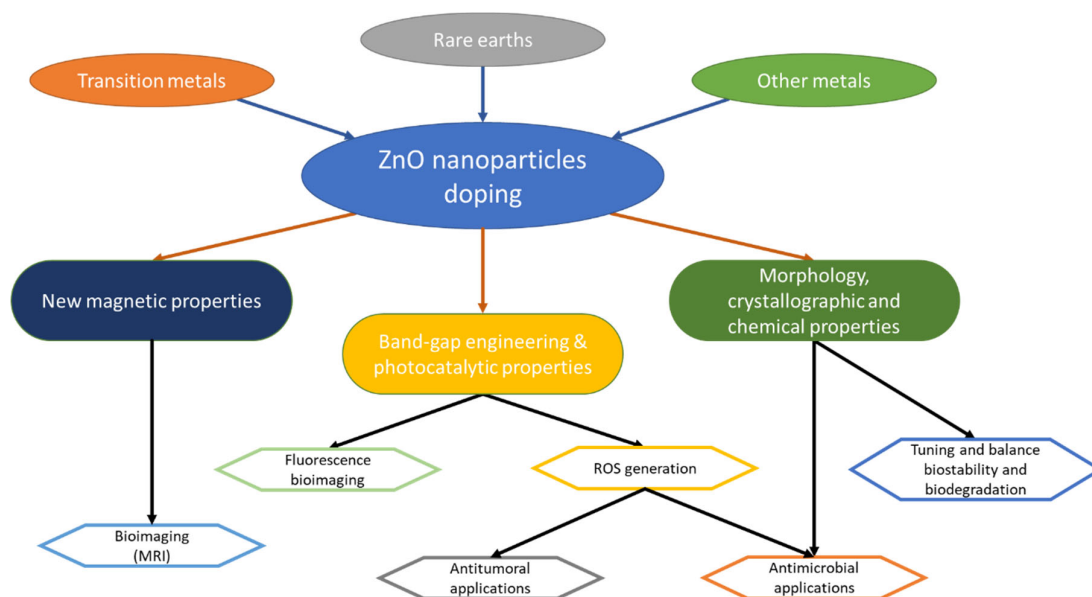 Rare earths
Transition metals
Other metals
ZnO nanoparticles
doping
New magnetic properties
Morphology,
crystallographic and
chemical properties
Band-gap engineering &
photocatalytic properties
Fluorescence
bioimaging
ROS generation
Tuning and balance
biostability and
biodegradation
Bioimaging
(MRI)
Antitumoral
applications
Antimicrobial
applications